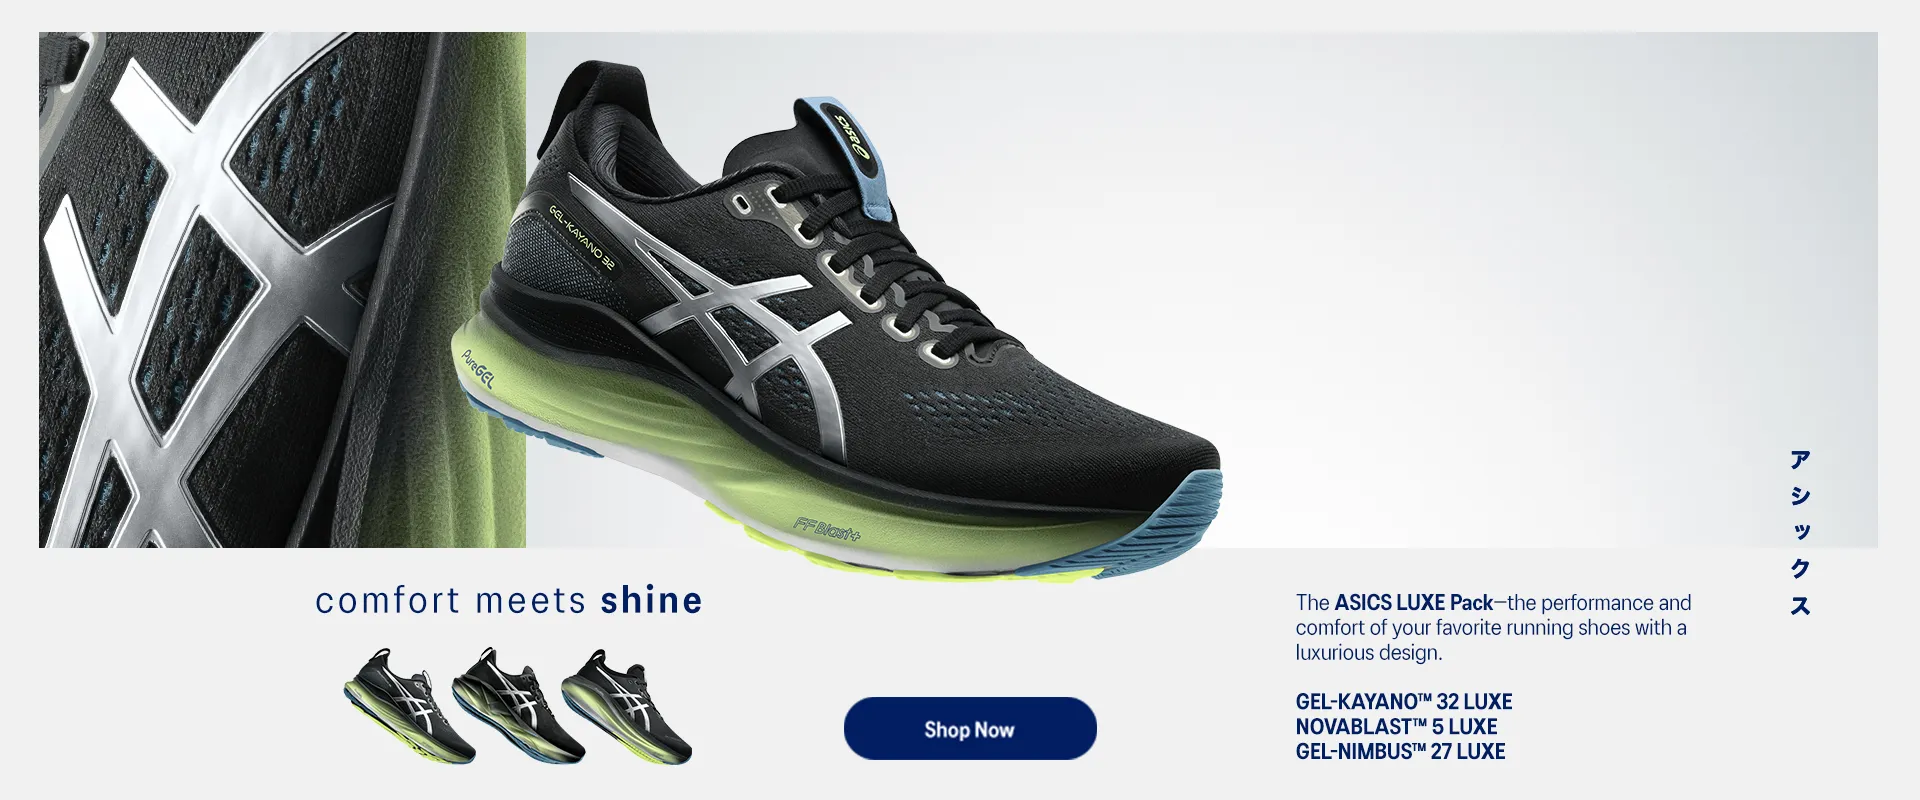 asics
GEL-KAYANO 32
PureGEL
FF Blast+
comfort meets shine
Shop Now
The ASICS LUXE Pack—the performance and
comfort of your favorite running shoes with a
luxurious design.
GEL-KAYANO™ 32 LUXE
NOVABLAST™ 5 LUXE
GEL-NIMBUS™ 27 LUXE
アシックス